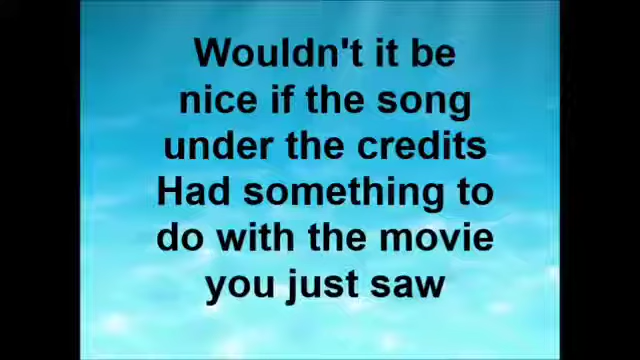 Wouldn't it be
nice if the song
under the credits
Had something to
do with the movie
you just saw